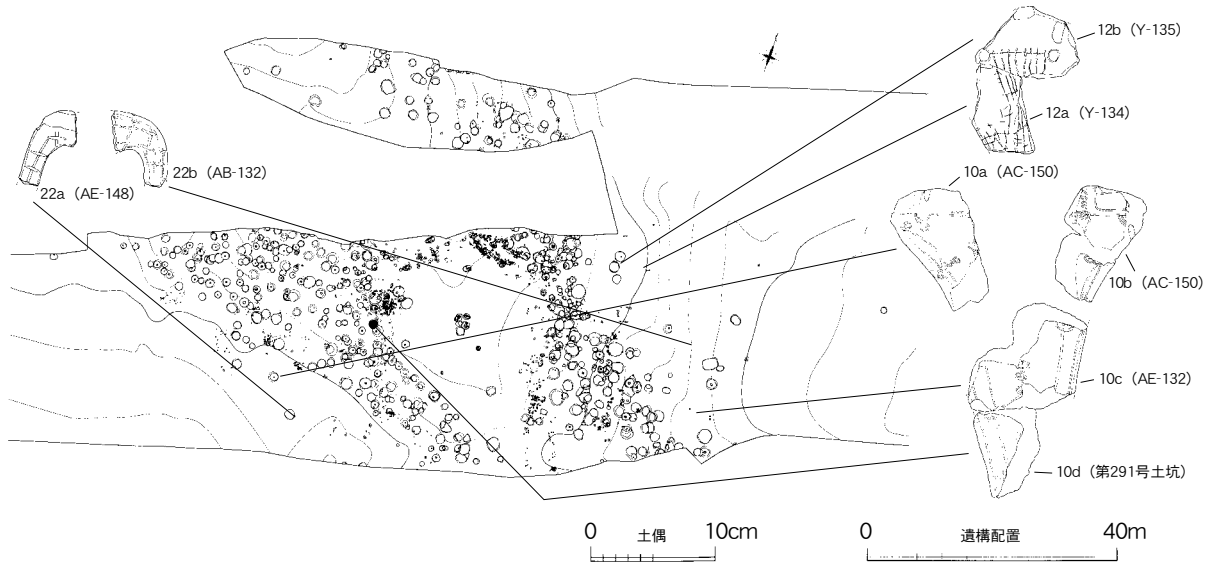 12b（Y-135）
12a（Y-134）
22b（AB-132）
22a（AE-148）
10a（AC-150）
10b（AC-150）
10c（AE-132）
10d（第291号土坑）
0 土偶 10cm
0 遺構配置 40m